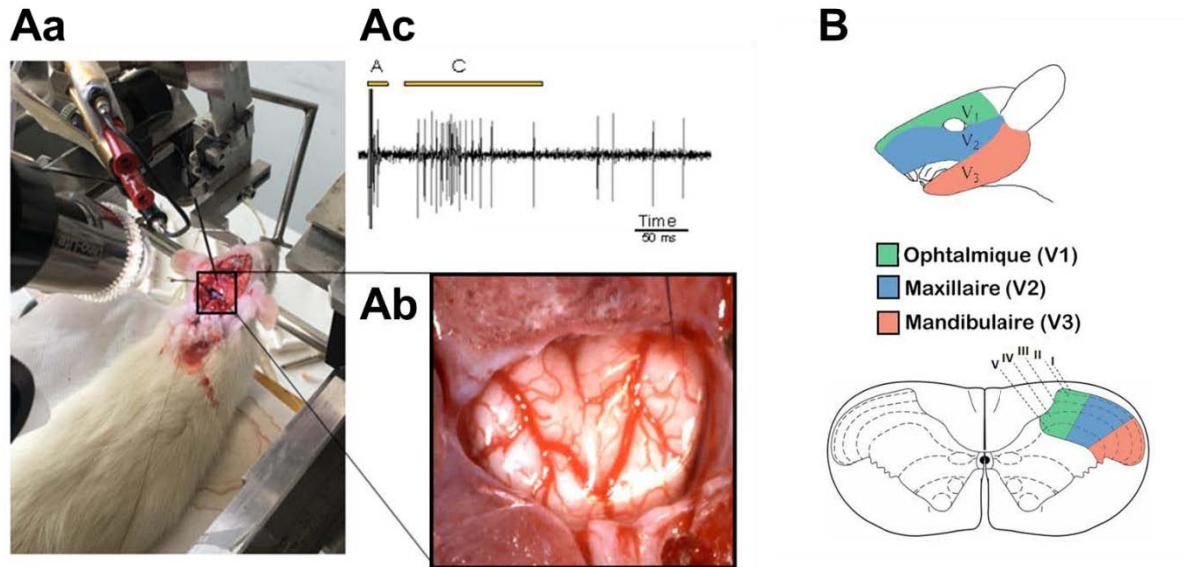 Aa
Ac
B
A
C
Time
50 ms
Ab
V1
V2
V3
Ophtalmique (V1)
Maxillaire (V2)
Mandibulaire (V3)
V IV III II I